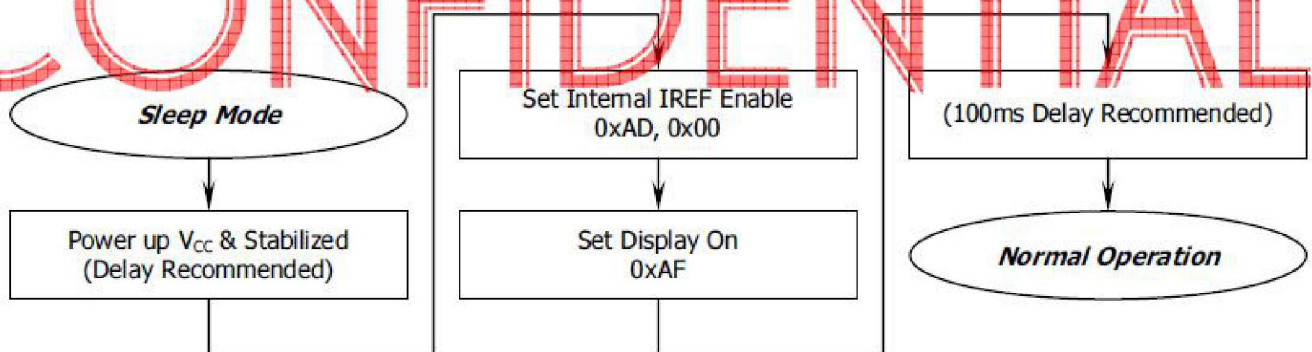 CONFIDENTIAL
Sleep Mode
Power up VCC & Stabilized
(Delay Recommended)
Set Internal IREF Enable
0xAD, 0x00
Set Display On
0xAF
(100ms Delay Recommended)
Normal Operation